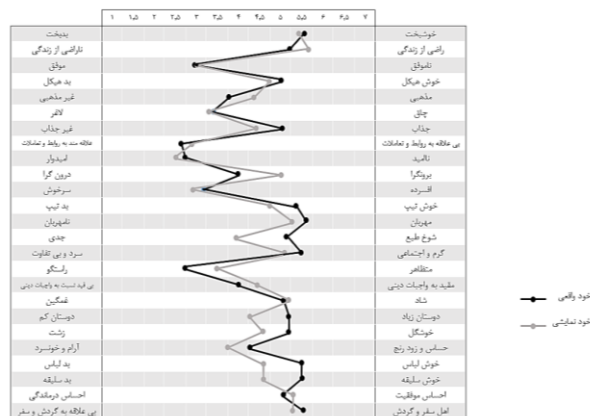 ۱ ۱٫۵ ۲ ۲٫۵ ۳ ۳٫۵ ۴ ۴٫۵ ۵ ۵٫۵ ۶ ۶٫۵ ۷
خوشبخت بدبخت
راضی از زندگی ناراضی از زندگی
ناموفق موفق
خوش هیکل بد هیکل
مذهبی غیر مذهبی
چاق لاغر
جذاب غیر جذاب
بی علاقه به روابط و تعاملات علاقه مند به روابط و تعاملات
ناامید امیدوار
برونگرا درون گرا
افسرده سرخوش
خوش تیپ بد تیپ
مهربان نامهربان
شوخ طبع جدی
گرم و اجتماعی سرد و بی تفاوت
متظاهر راستگو
مقید به واجبات دینی بی قید نسبت به واجبات دینی
شاد غمگین
دوستان زیاد دوستان کم
خوشگل زشت
حساس و زود رنج آرام و خونسرد
خوش لباس بد لباس
خوش سلیقه بد سلیقه
احساس موفقیت احساس درماندگی
اهل سفر و گردش بی علاقه به گردش و سفر
خود واقعی
خود نمایشی